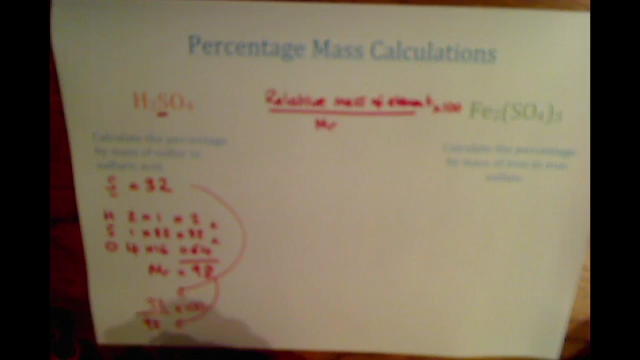 Percentage Mass Calculations
H₂SO₄
Relative mass of element x 100
Mr
Fe₂(SO₄)₃
Calculate the percentage
by mass of sulfur in
sulfuric acid
Calculate the percentage
by mass of iron in iron
sulfate
S = 32
H 2 x 1 = 2
S 1 x 32 = 32 +
O 4 x 16 = 64 +
Mr = 98
32 x 100
98